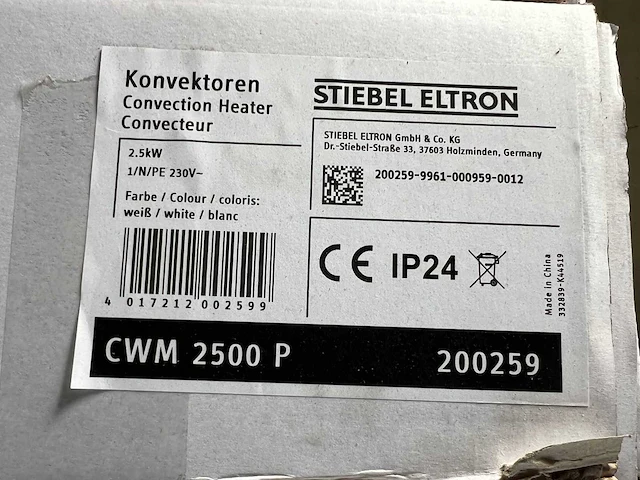 Konvektoren
Convection Heater
Convecteur
2.5kW
1/N/PE 230V~
Farbe / Colour / coloris:
weiß / white / blanc
4 017212 002599
STIEBEL ELTRON
STIEBEL ELTRON GmbH & Co. KG
Dr.-Stiebel-Straße 33, 37603 Holzminden, Germany
200259-9961-000959-0012
CE IP24
Made in China
332839-K44519
CWM 2500 P 200259